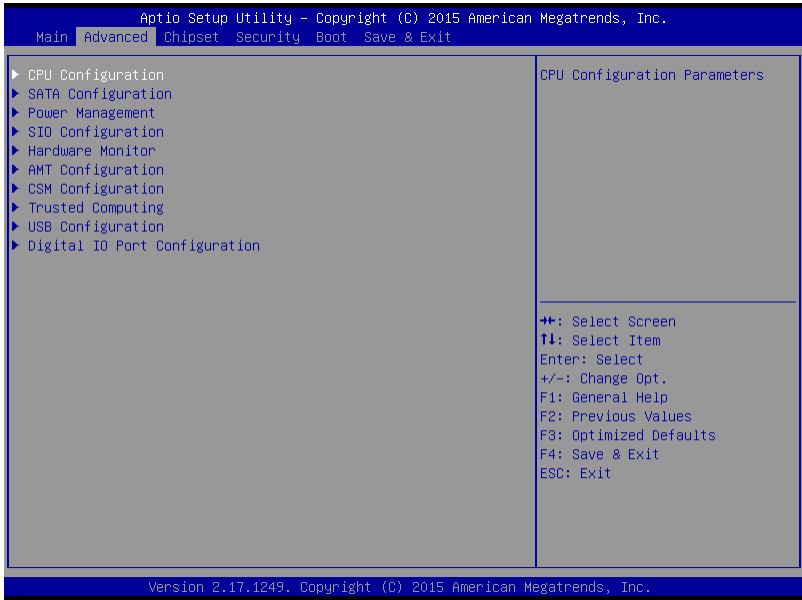 Aptio Setup Utility – Copyright (C) 2015 American Megatrends, Inc.
Main Advanced Chipset Security Boot Save & Exit
CPU Configuration
SATA Configuration
Power Management
SIO Configuration
Hardware Monitor
AMT Configuration
CSM Configuration
Trusted Computing
USB Configuration
Digital IO Port Configuration
CPU Configuration Parameters
→←: Select Screen
↑↓: Select Item
Enter: Select
+/–: Change Opt.
F1: General Help
F2: Previous Values
F3: Optimized Defaults
F4: Save & Exit
ESC: Exit
Version 2.17.1249. Copyright (C) 2015 American Megatrends, Inc.